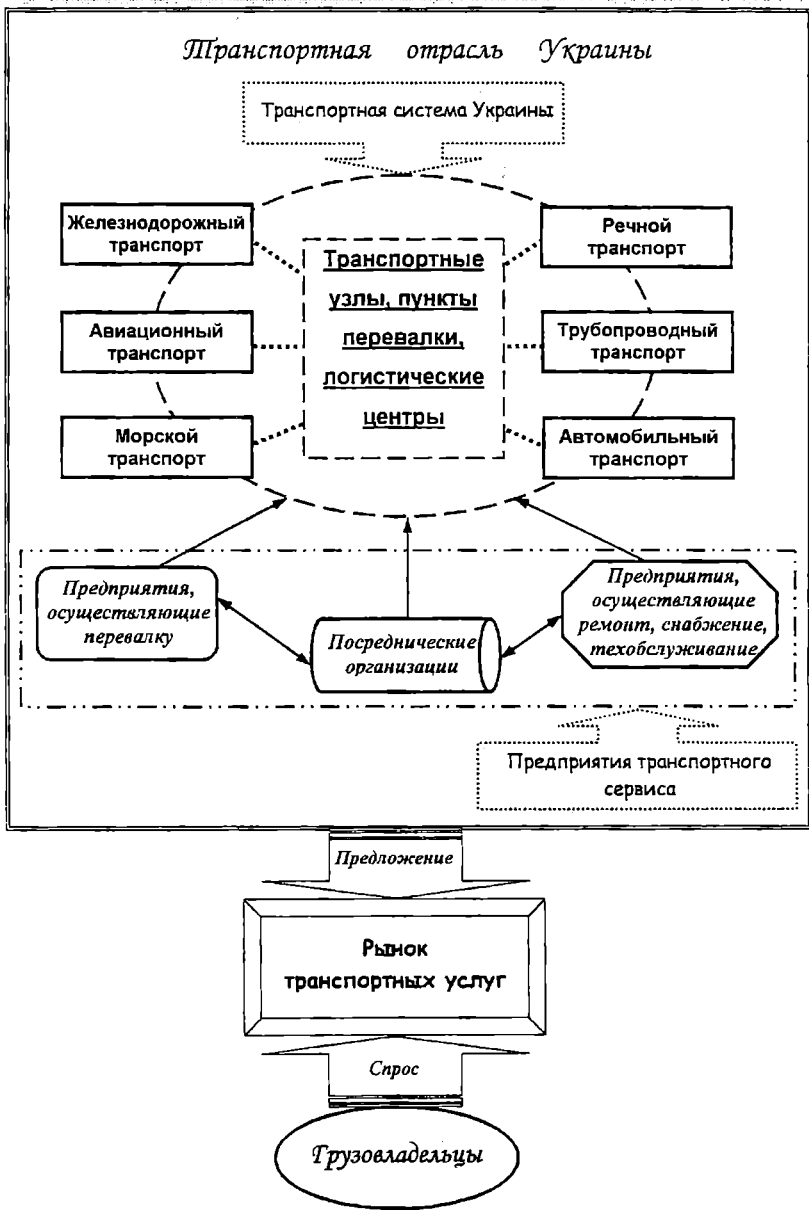 Транспортная отрасль Украины
Транспортная система Украины
Железнодорожный
транспорт
Авиационный
транспорт
Морской
транспорт
Транспортные
узлы, пункты
перевалки,
логистические
центры
Речной
транспорт
Трубопроводный
транспорт
Автомобильный
транспорт
Предприятия,
осуществляющие
перевалку
Посреднические
организации
Предприятия,
осуществляющие
ремонт, снабжение,
техобслуживание
Предприятия транспортного
сервиса
Предложение
Рынок
транспортных услуг
Спрос
Грузовладельцы